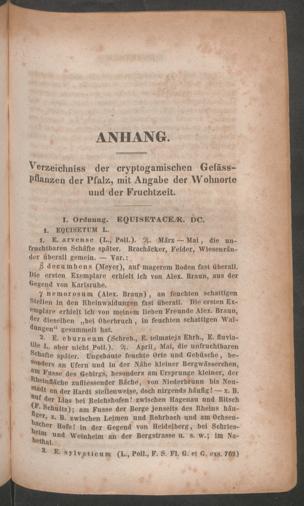 ANHANG.
Verzeichniss der cryptogamischen Gefäss-
pflanzen der Pfalz, mit Angabe der Wohnorte
und der Fruchtzeit.
I. Ordnung. EQUISETACEÆ. DC.
1. EQUISETUM L.
1. E. arvense (L., Poll.). ♃. März — Mai, die un-
fruchtbaren Schäfte später. Brachäcker, Felder, Wiesenrän-
der überall gemein. — Var.:
β decumbens (Meyer), auf magerem Boden fast überall.
Die ersten Exemplare erhielt ich von Alex. Braun, aus der
Gegend von Karlsruhe.
γ nemorosum (Alex. Braun), an feuchten schattigen
Stellen in den Rheinwaldungen fast überall. Die ersten Ex-
emplare erhielt ich von meinem lieben Freunde Alex. Braun,
der dieselben „bei Oberbruch, in feuchten schattigen Wal-
dungen“ gesammelt hat.
2. E. eburneum (Schreb., E. telmateja Ehrh., E. fluvia-
tile L. ober nicht Poll.). ♃. April, Mai, die unfruchtbaren
Schäfte später. Ungebaute feuchte Orte und Gebüsche, be-
sonders an Ufern und in der Nähe kleiner Bergwässerchen,
am Fusse des Gebirgs, besonders am Ursprunge kleiner, der
Rheinfläche zufliessender Bäche, von Niederbronn bis Neu-
stadt an der Hardt stellenweise, doch nirgends häufig! — z. B.
auf der Lias bei Reichshofen! zwischen Hagenau und Bitsch
(F. Schultz); am Fusse der Berge jenseits des Rheins häu-
figer, z. B. zwischen Leimen und Rohrbach und am Ochsen-
bacher Hofe! in der Gegend von Heidelberg, bei Schries-
heim und Weinheim an der Bergstrasse u. s. w.; im Na-
hethal.
3. E. sylvaticum (L., Poll., F. S. Fl. G. et G. exs. 762)